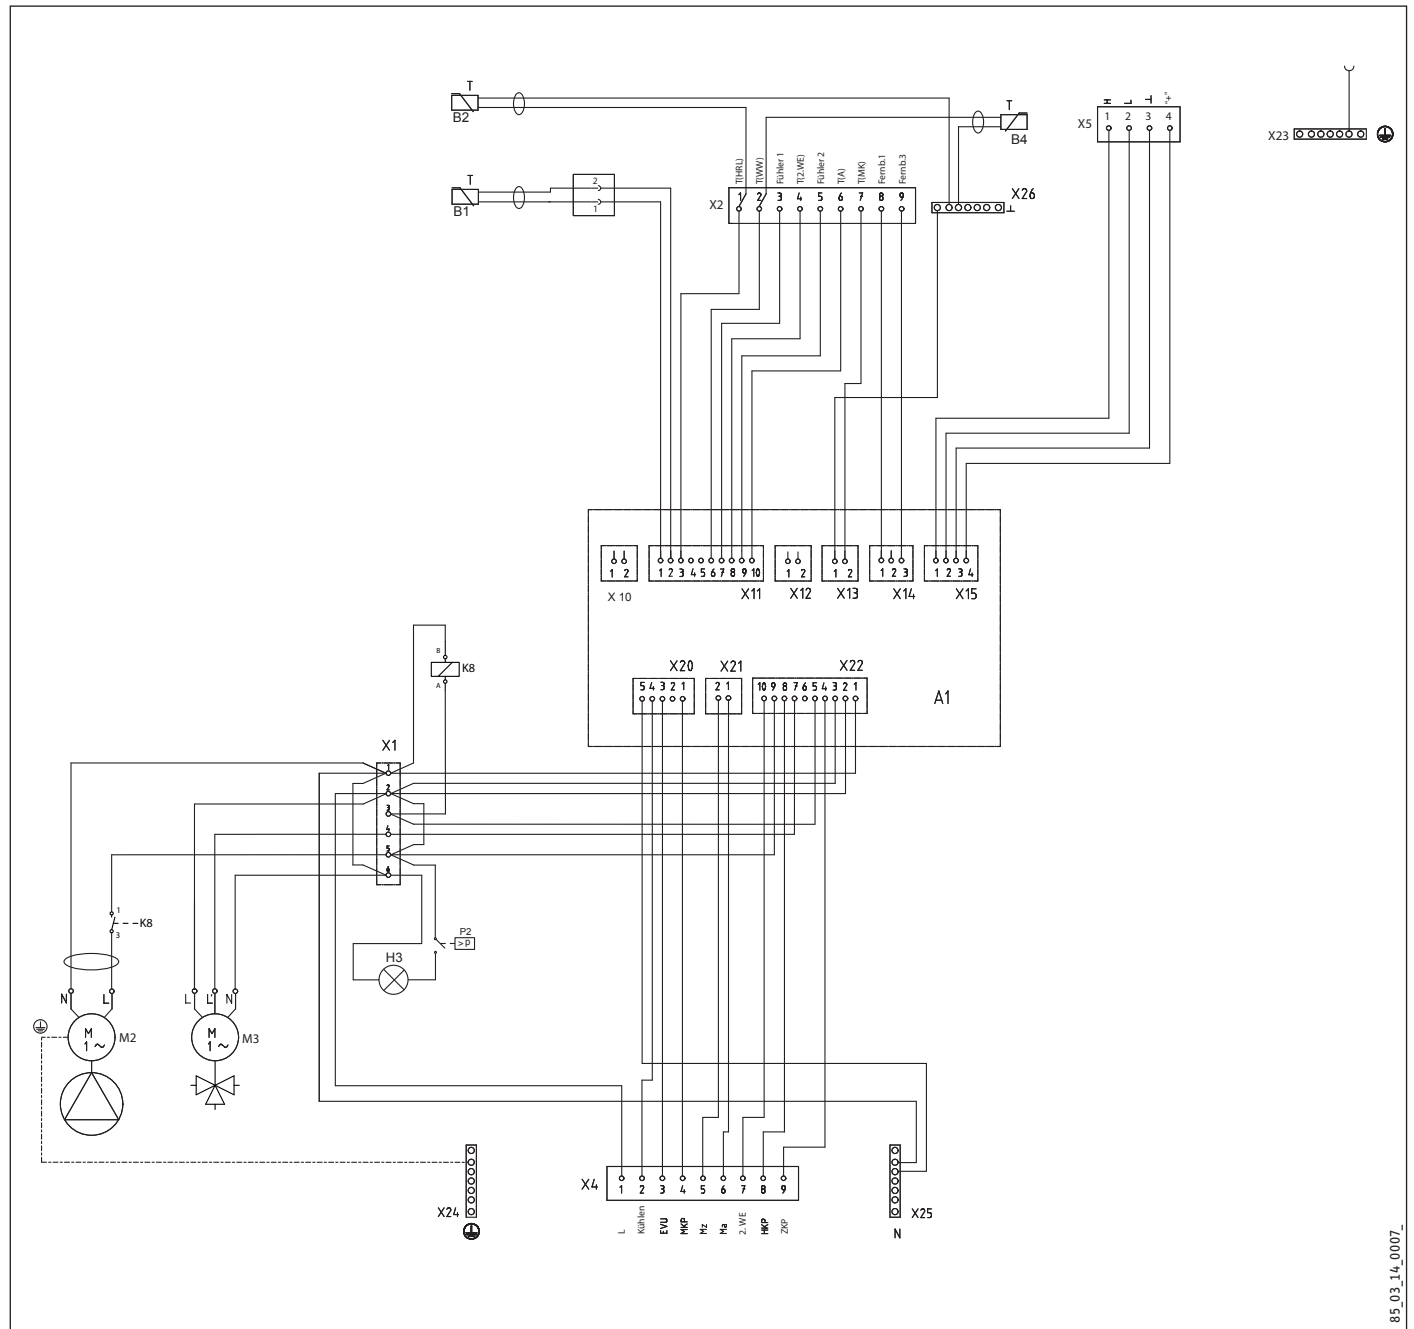 T
B2
T
B1
2
1
T
B4
T(HRL)
T(WW)
Fühler 1
T(2.WE)
Fühler 2
T(A)
T(MK)
Fernb.1
Fernb.3
X2
1 2 3 4 5 6 7 8 9
X26
H
L
⊥
"+"
X5
1 2 3 4
X23
1 2
X 10
1 2 3 4 5 6 7 8 9 10
X11
1 2
X12
1 2
X13
1 2 3
X14
1 2 3 4
X15
X20
5 4 3 2 1
X21
2 1
X22
10 9 8 7 6 5 4 3 2 1
A1
B
K8
A
X1
1
2
3
4
5
6
1
K8
3
P2
>P
H3
N
L
M
1 ~
M2
L
L'
N
M
1 ~
M3
X24
X4
1 2 3 4 5 6 7 8 9
L
Kühlen
EVU
MKP
Mz
Ma
2. WE
HKP
ZKP
X25
N
85_03_14_0007_